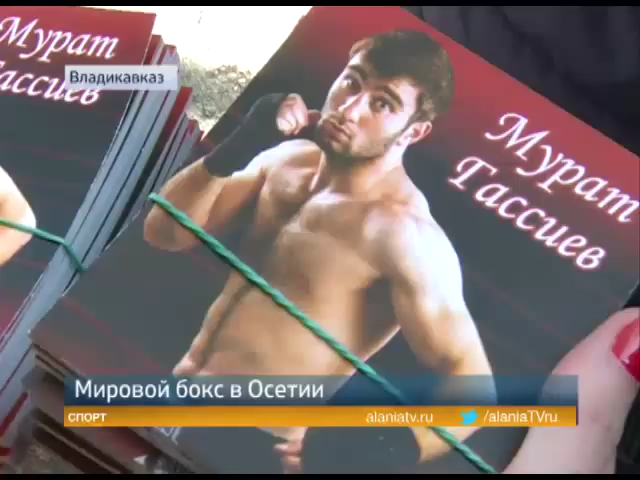 Мурат
Гассиев
Владикавказ
Мурат
Гассиев
Мировой бокс в Осетии
СПОРТ
alaniatv.ru
/alaniaTVru